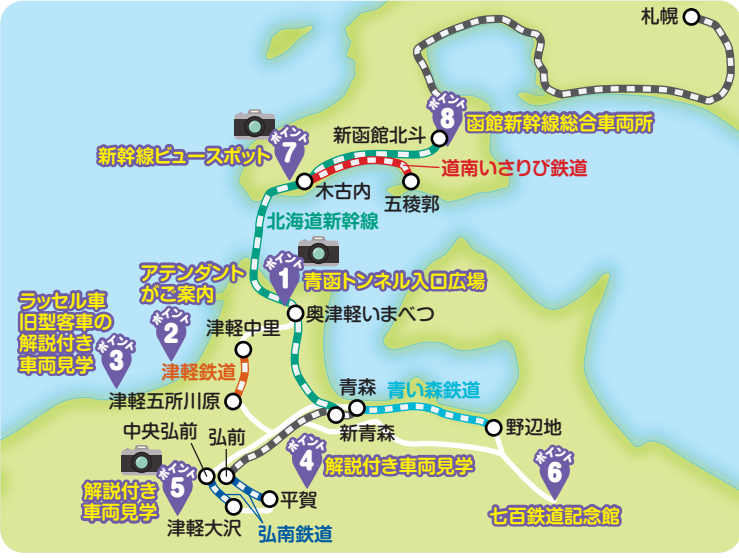 札幌
ポイント
8
函館新幹線総合車両所
新函館北斗
ポイント
7
新幹線ビュースポット
道南いさりび鉄道
木古内
五稜郭
北海道新幹線
アテンダント
がご案内
ポイント
1
青函トンネル入口広場
ラッセル車
旧型客車の
解説付き
車両見学
ポイント
3
ポイント
2
奥津軽いまべつ
津軽中里
津軽鉄道
津軽五所川原
青森
青い森鉄道
新青森
野辺地
中央弘前
弘前
ポイント
4
解説付き車両見学
ポイント
5
解説付き
車両見学
ポイント
6
七百鉄道記念館
平賀
津軽大沢
弘南鉄道